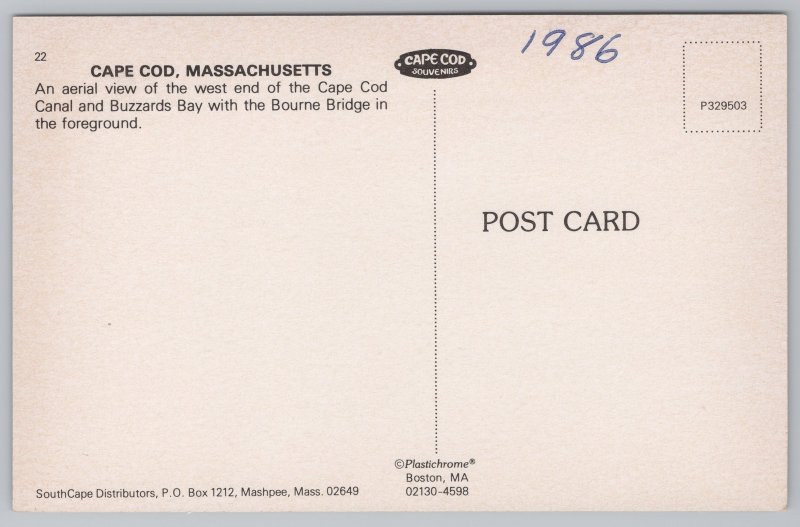 22
CAPE COD, MASSACHUSETTS
An aerial view of the west end of the Cape Cod
Canal and Buzzards Bay with the Bourne Bridge in
the foreground.
CAPE COD
SOUVENIRS
1986
P329503
POST CARD
©Plastichrome®
Boston, MA
02130-4598
SouthCape Distributors, P.O. Box 1212, Mashpee, Mass. 02649